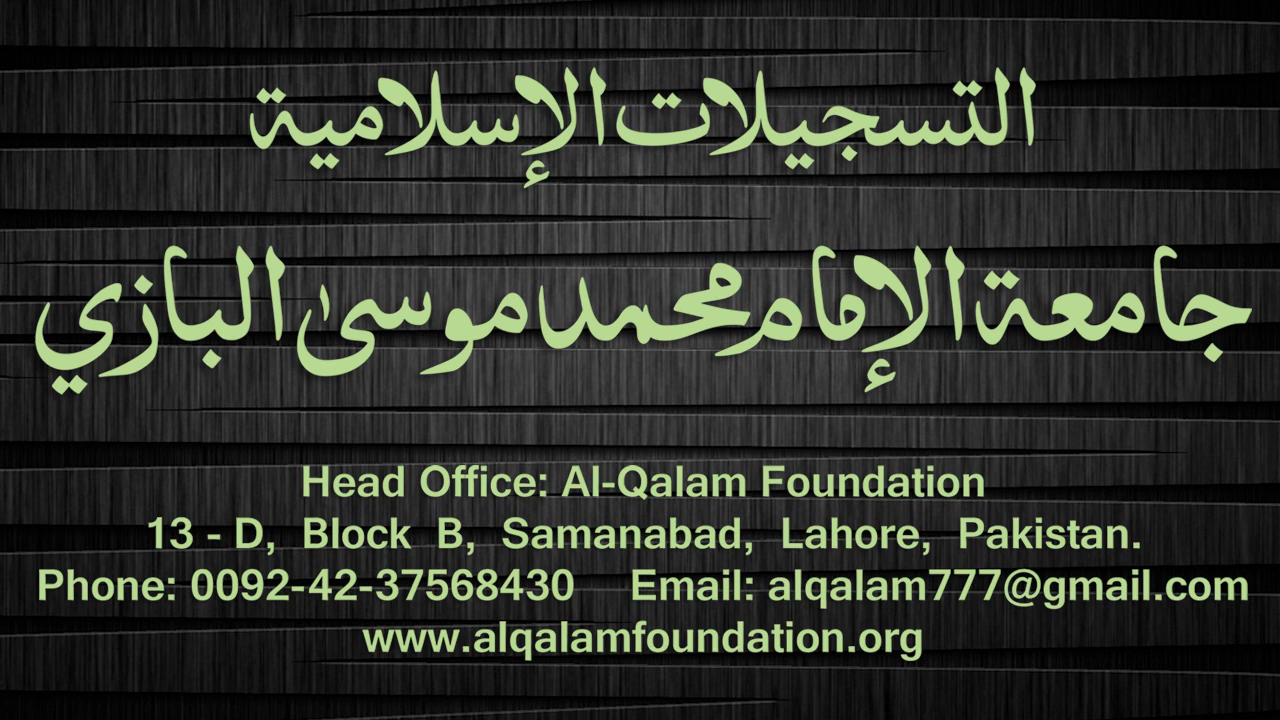 التسجيلات الإسلامية
جامعة الإمام محمد موسىٰ البازي
Head Office: Al-Qalam Foundation
13 - D, Block B, Samanabad, Lahore, Pakistan.
Phone: 0092-42-37568430 Email: alqalam777@gmail.com
www.alqalamfoundation.org